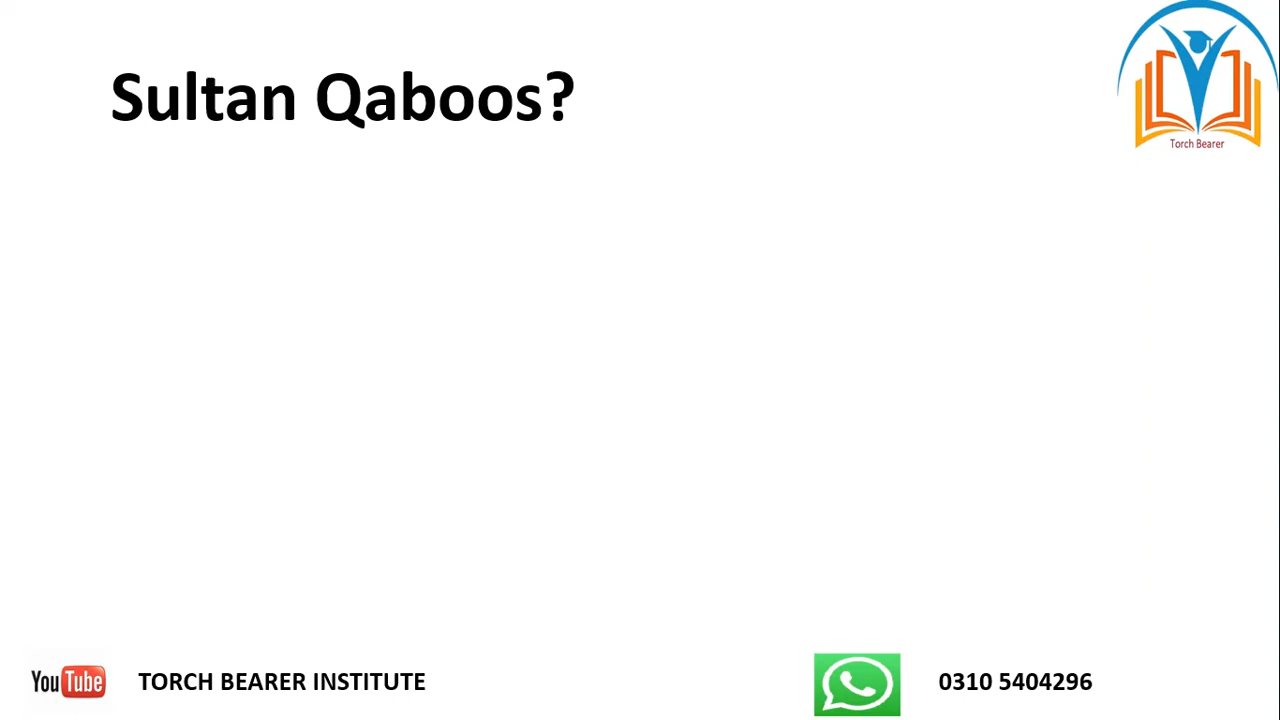 Sultan Qaboos?
Torch Bearer
You Tube
TORCH BEARER INSTITUTE
0310 5404296